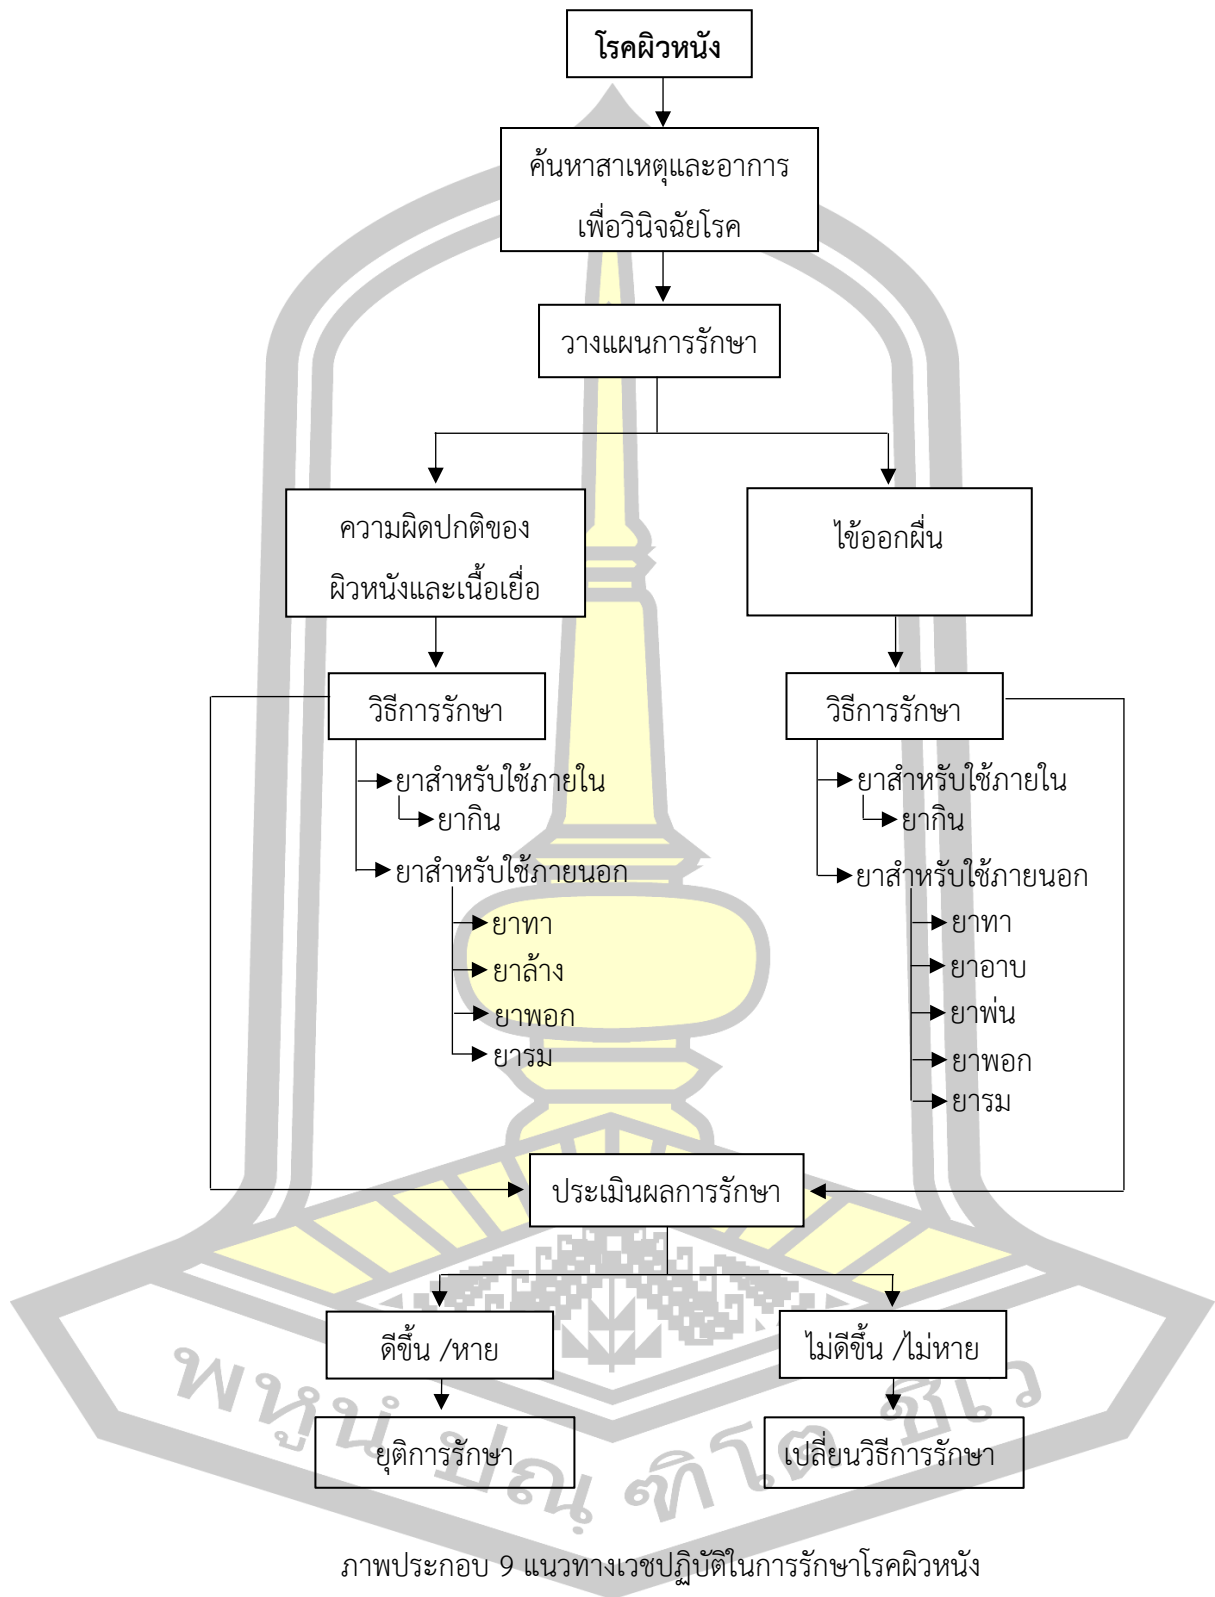 โรคผิวหนัง
ค้นหาสาเหตุและอาการ
เพื่อวินิจฉัยโรค
วางแผนการรักษา
ความผิดปกติของ
ผิวหนังและเนื้อเยื่อ
ไข้ออกผื่น
วิธีการรักษา
ยาสำหรับใช้ภายใน
ยากิน
ยาสำหรับใช้ภายนอก
ยาทา
ยาล้าง
ยาพอก
ยารม
วิธีการรักษา
ยาสำหรับใช้ภายใน
ยากิน
ยาสำหรับใช้ภายนอก
ยาทา
ยาอาบ
ยาพ่น
ยาพอก
ยารม
ประเมินผลการรักษา
ดีขึ้น /หาย
ไม่ดีขึ้น /ไม่หาย
ยุติการรักษา
เปลี่ยนวิธีการรักษา
พหูนํ ปณฺ ฑิโต ชีเว
ภาพประกอบ 9 แนวทางเวชปฏิบัติในการรักษาโรคผิวหนัง